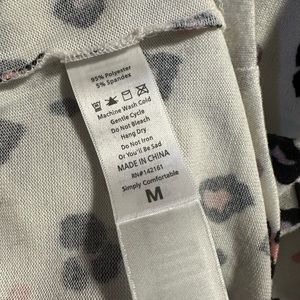 95% Polyester
5% Spandex
Machine Wash Cold
Gentle Cycle
Do Not Bleach
Hang Dry
Do Not Iron
Or You'll Be Sad
MADE IN CHINA
RN#142161
Simply Comfortable
M